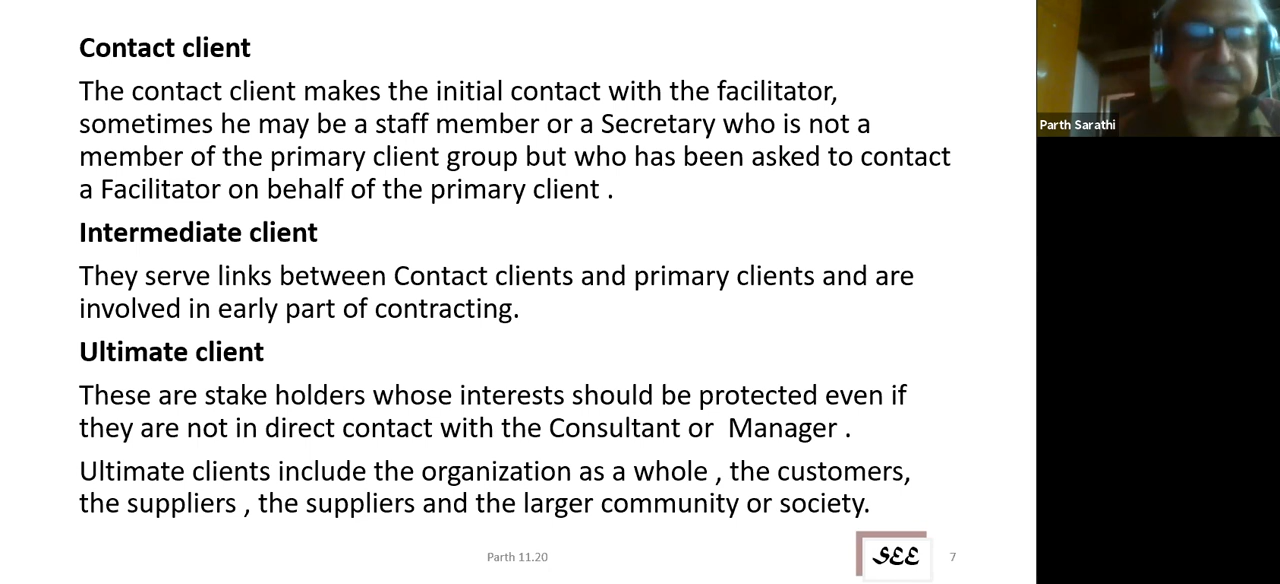 Contact client
The contact client makes the initial contact with the facilitator,
sometimes he may be a staff member or a Secretary who is not a
member of the primary client group but who has been asked to contact
a Facilitator on behalf of the primary client .
Intermediate client
They serve links between Contact clients and primary clients and are
involved in early part of contracting.
Ultimate client
These are stake holders whose interests should be protected even if
they are not in direct contact with the Consultant or  Manager .
Ultimate clients include the organization as a whole , the customers,
the suppliers , the suppliers and the larger community or society.
Parth 11.20
SEE
7
Parth Sarathi